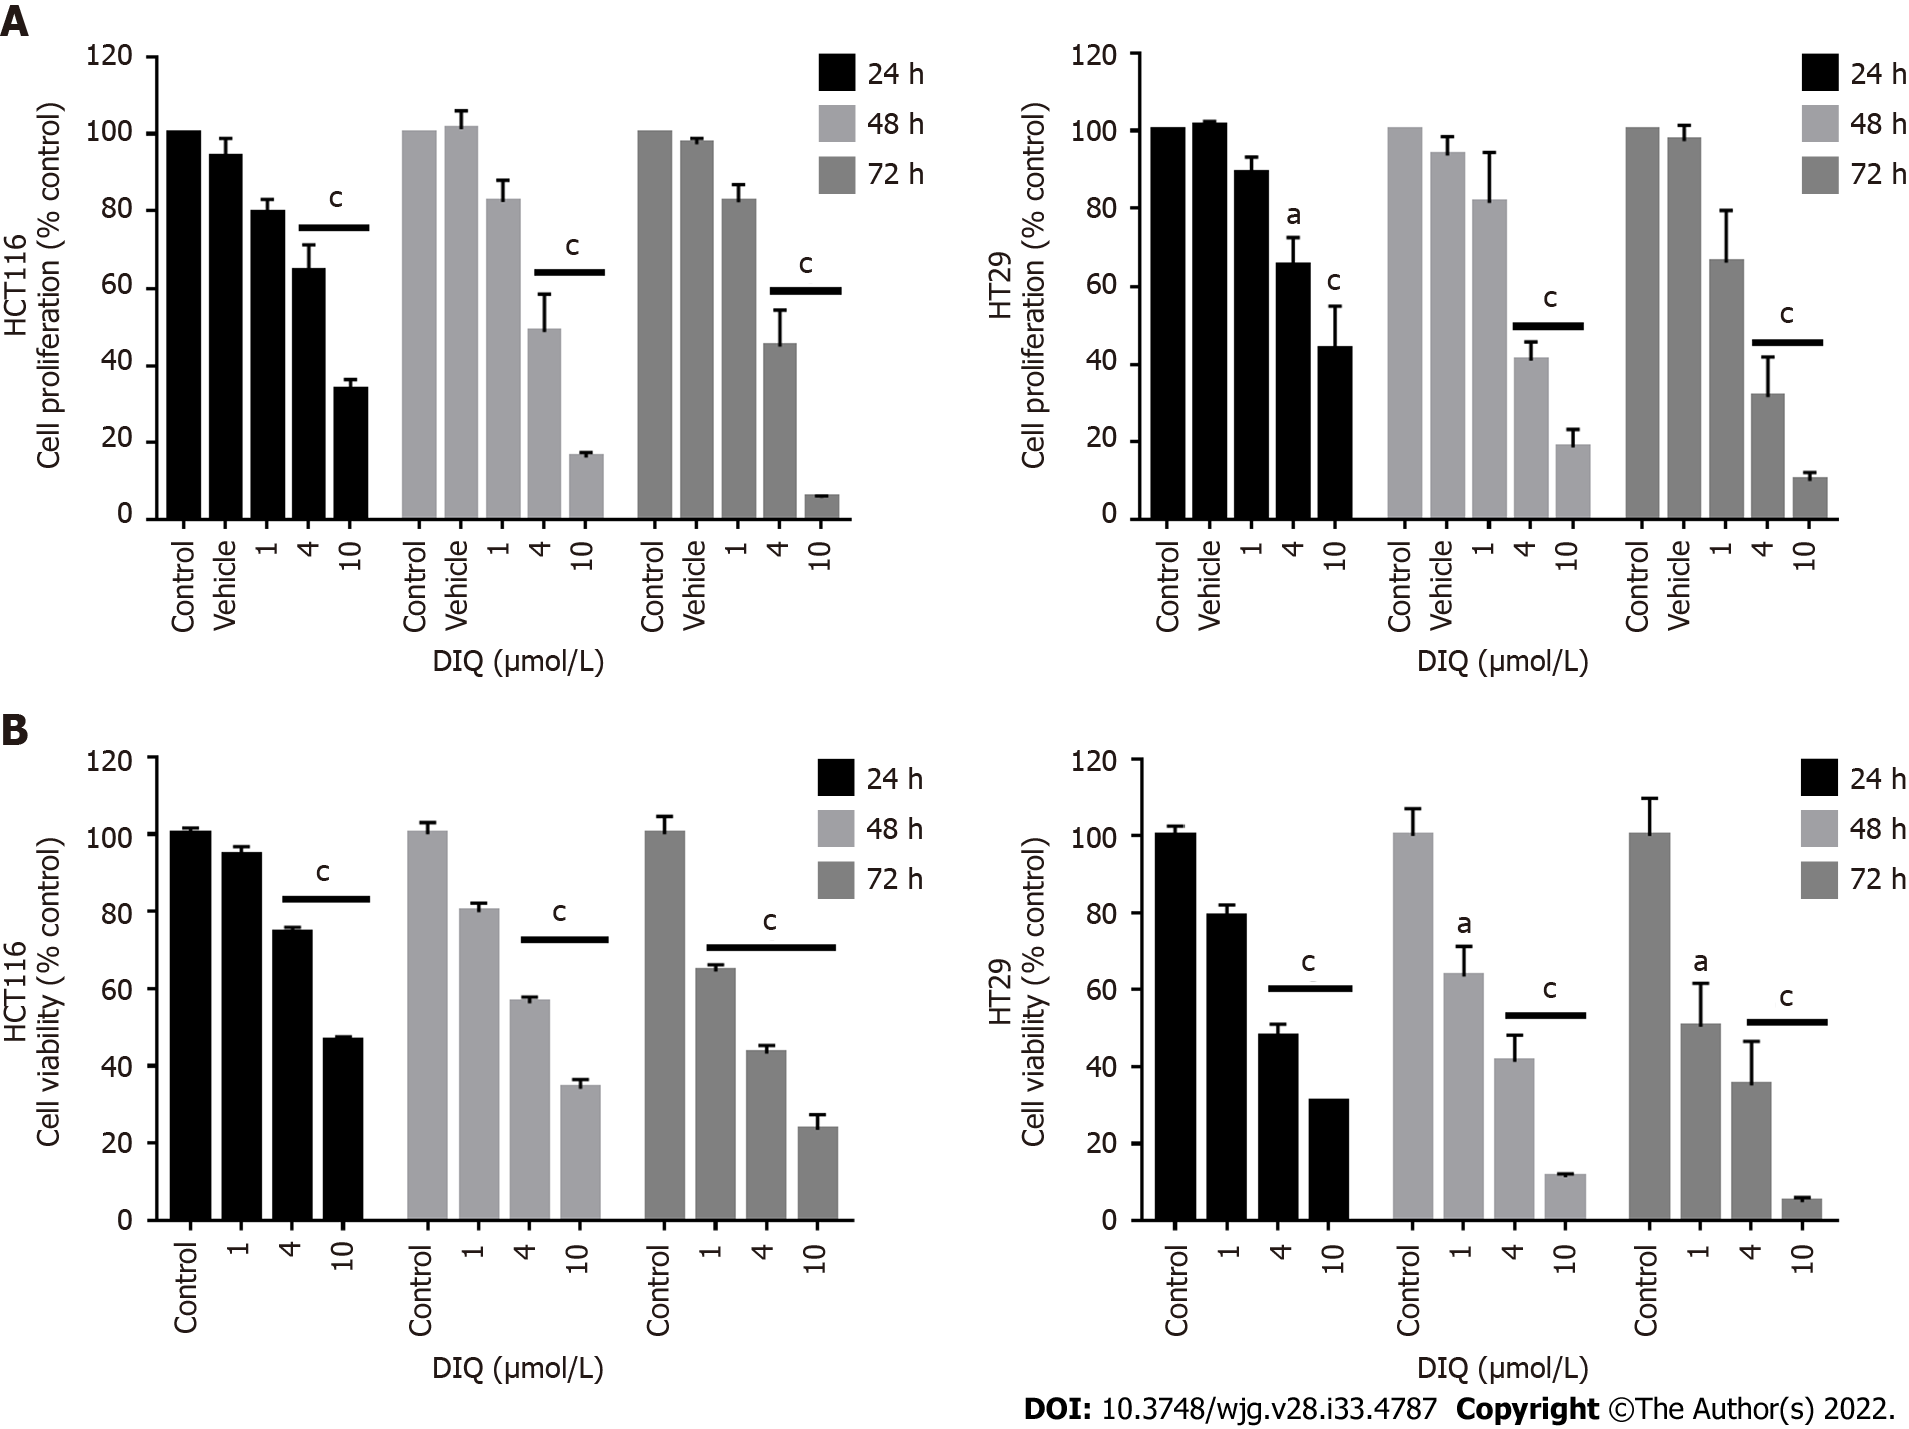 A
HCT116
Cell proliferation (% control)
120
100
80
60
40
20
0
24 h
48 h
72 h
c
c
c
Control
Vehicle
1
4
10
Control
Vehicle
1
4
10
Control
Vehicle
1
4
10
DIQ (µmol/L)
HT29
Cell proliferation (% control)
120
100
80
60
40
20
0
24 h
48 h
72 h
a
c
c
c
Control
Vehicle
1
4
10
Control
Vehicle
1
4
10
Control
Vehicle
1
4
10
DIQ (µmol/L)
B
HCT116
Cell viability (% control)
120
100
80
60
40
20
0
24 h
48 h
72 h
c
c
c
Control
1
4
10
Control
1
4
10
Control
1
4
10
DIQ (µmol/L)
HT29
Cell viability (% control)
120
100
80
60
40
20
0
24 h
48 h
72 h
c
a
c
a
c
Control
1
4
10
Control
1
4
10
Control
1
4
10
DIQ (µmol/L)
DOI: 10.3748/wjg.v28.i33.4787 Copyright ©The Author(s) 2022.